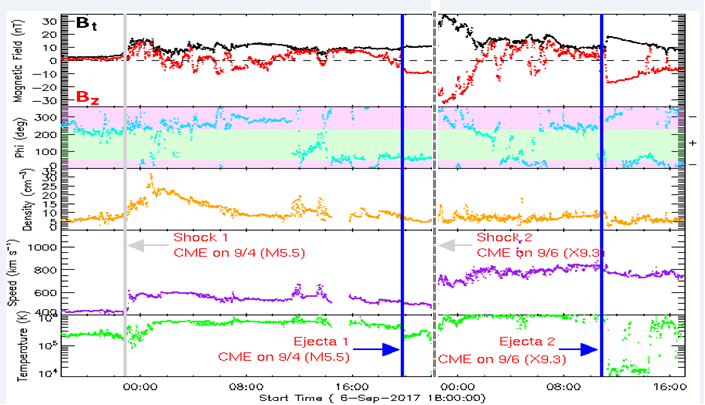 Bt
Bz
Magnetic Field (nT)
30
20
10
0
-10
-20
-30
Phi (deg)
300
200
100
0
-
+
-
Density (cm⁻³)
35
30
25
20
15
10
5
Shock 1
CME on 9/4 (M5.5)
Shock 2
CME on 9/6 (X9.3)
Speed (km s⁻¹)
1000
800
600
400
Temperature (K)
10⁶
10⁵
10⁴
Ejecta 1
CME on 9/4 (M5.5)
Ejecta 2
CME on 9/6 (X9.3)
00:00 08:00 16:00 00:00 08:00 16:00
Start Time ( 6-Sep-2017 18:00:00)